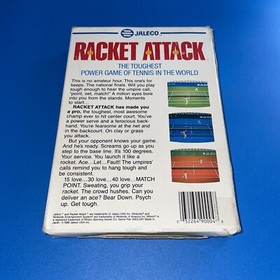 JALECO
RACKET ATTACK
THE TOUGHEST
POWER GAME OF TENNIS IN THE WORLD
This is no amateur hour. This one's for
keeps. The national finals. Will you play
tough enough to hear the umpire call,
"point, set, match?" A million eyes bore
into you from the stands. Moments
to start.
RACKET ATTACK has made you
a pro, the toughest, most awesome
champ ever to hit center court. You've
a power serve and a ferocious back-
hand. You're fearsome at the net and
in the backcourt. On clay or grass
you attack.
But your opponent knows your game.
And he's ready. Screams go up as you
step to the base line. It's 100 degrees.
Your service. You launch it like a
rocket. Ace... Let... Fault! The umpires'
calls remind you to hang tough and
be consistent.
15 love...30 love...40 love...MATCH
POINT. Sweating, you grip your
racket. The crowd hushes. Can you
deliver an ace? Bear Down. Psych
up. Get tough.